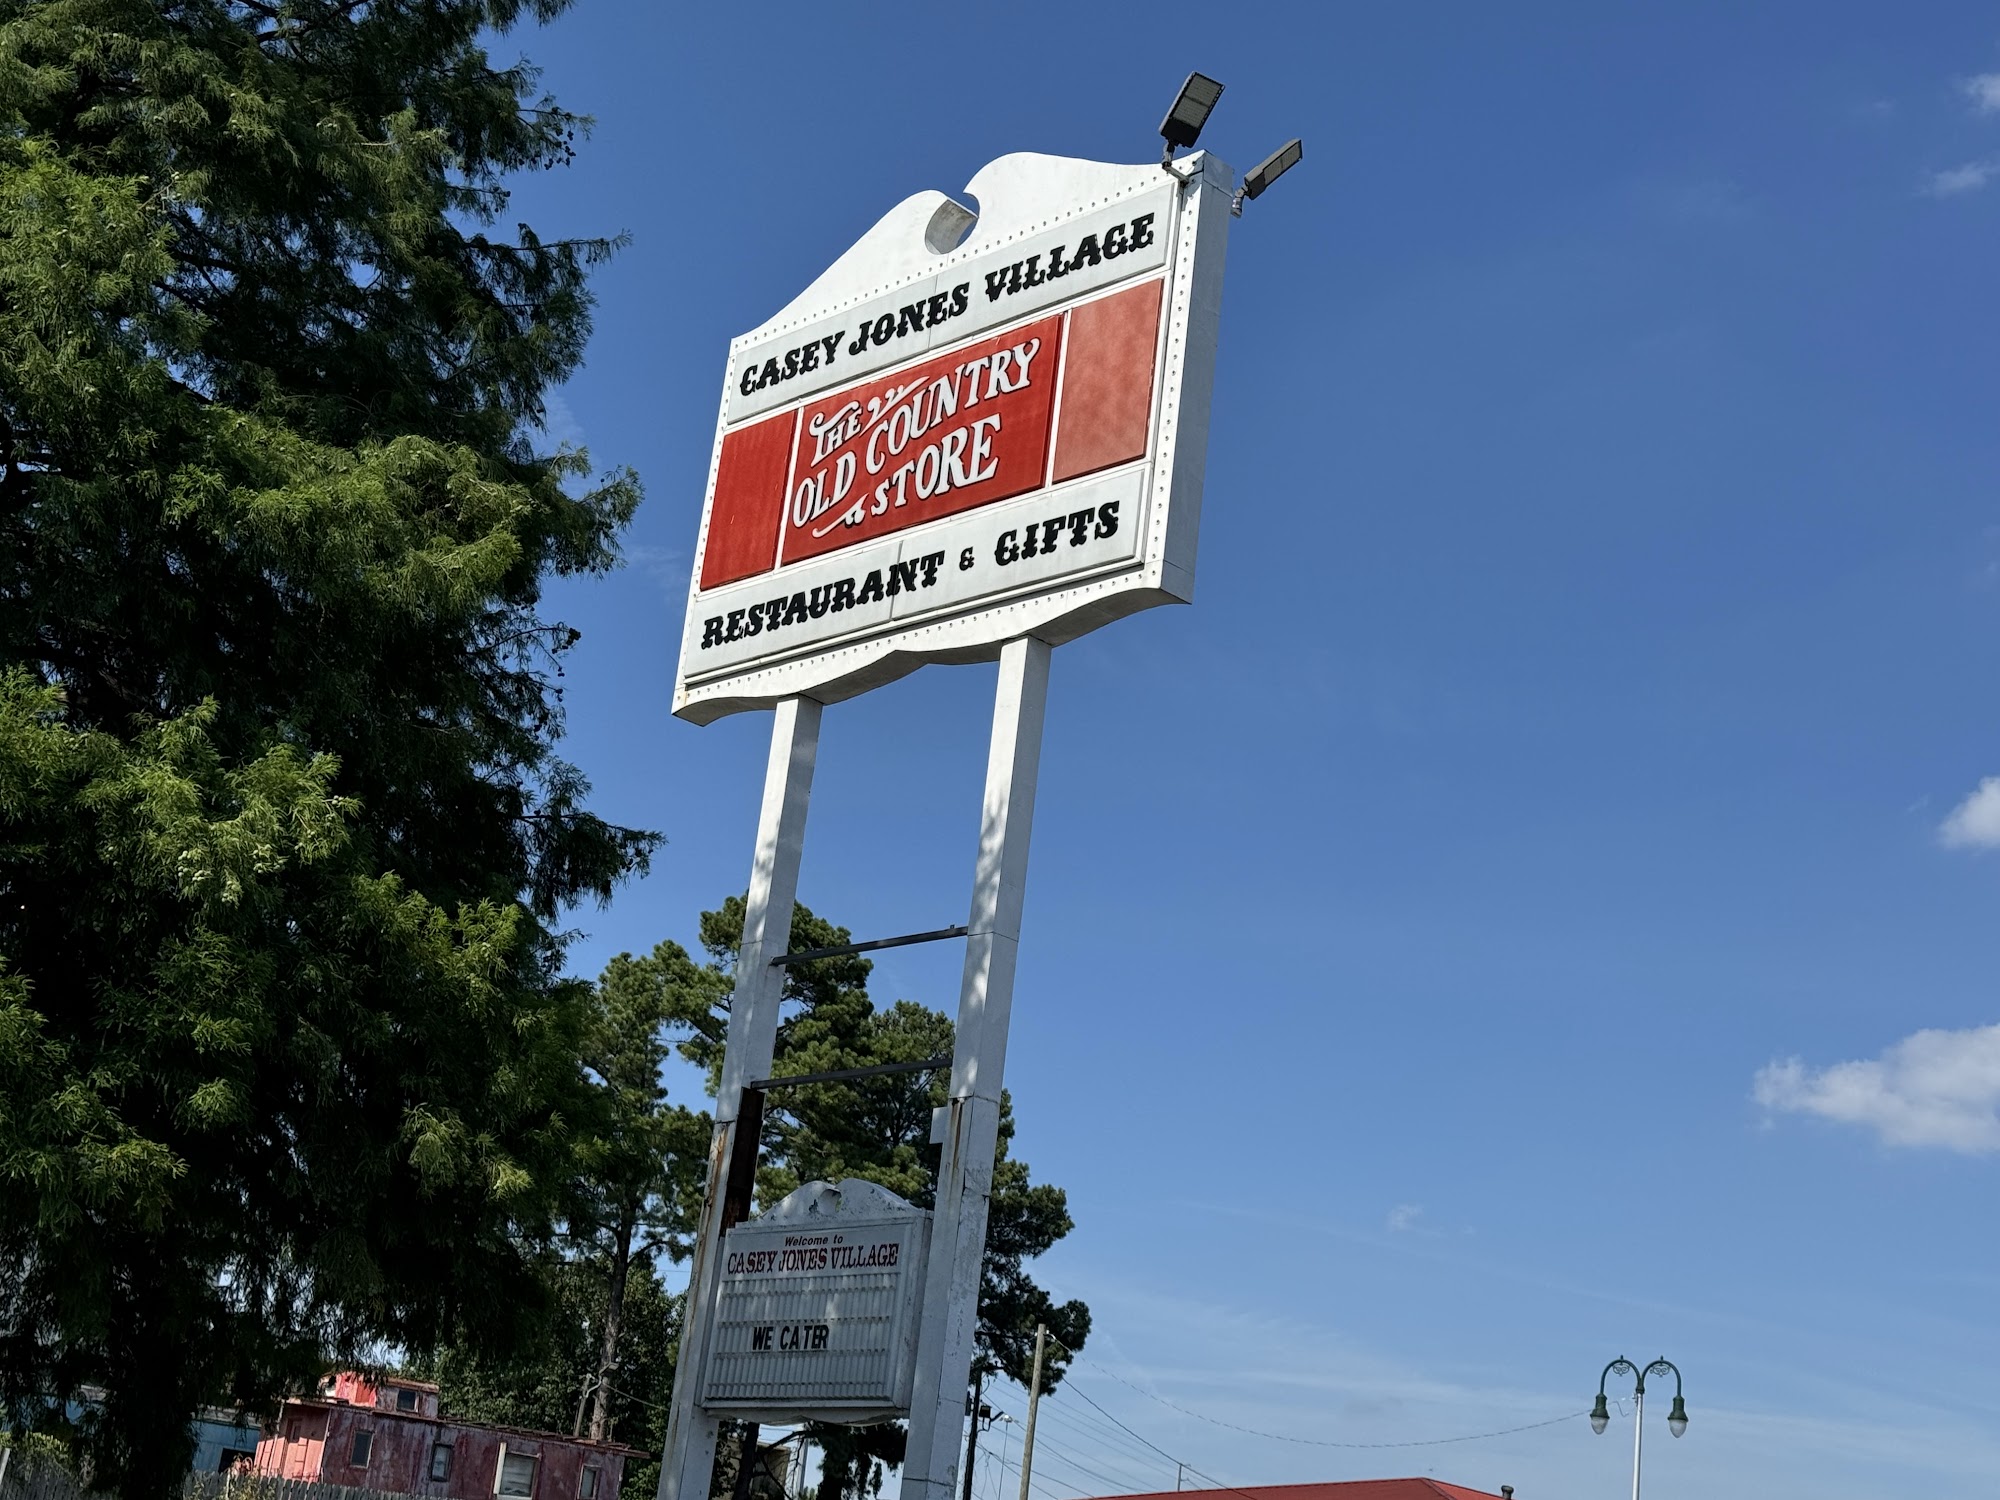 CASEY JONES VILLAGE
THE
OLD COUNTRY
STORE
RESTAURANT & GIFTS
Welcome to
CASEY JONES VILLAGE
WE CATER